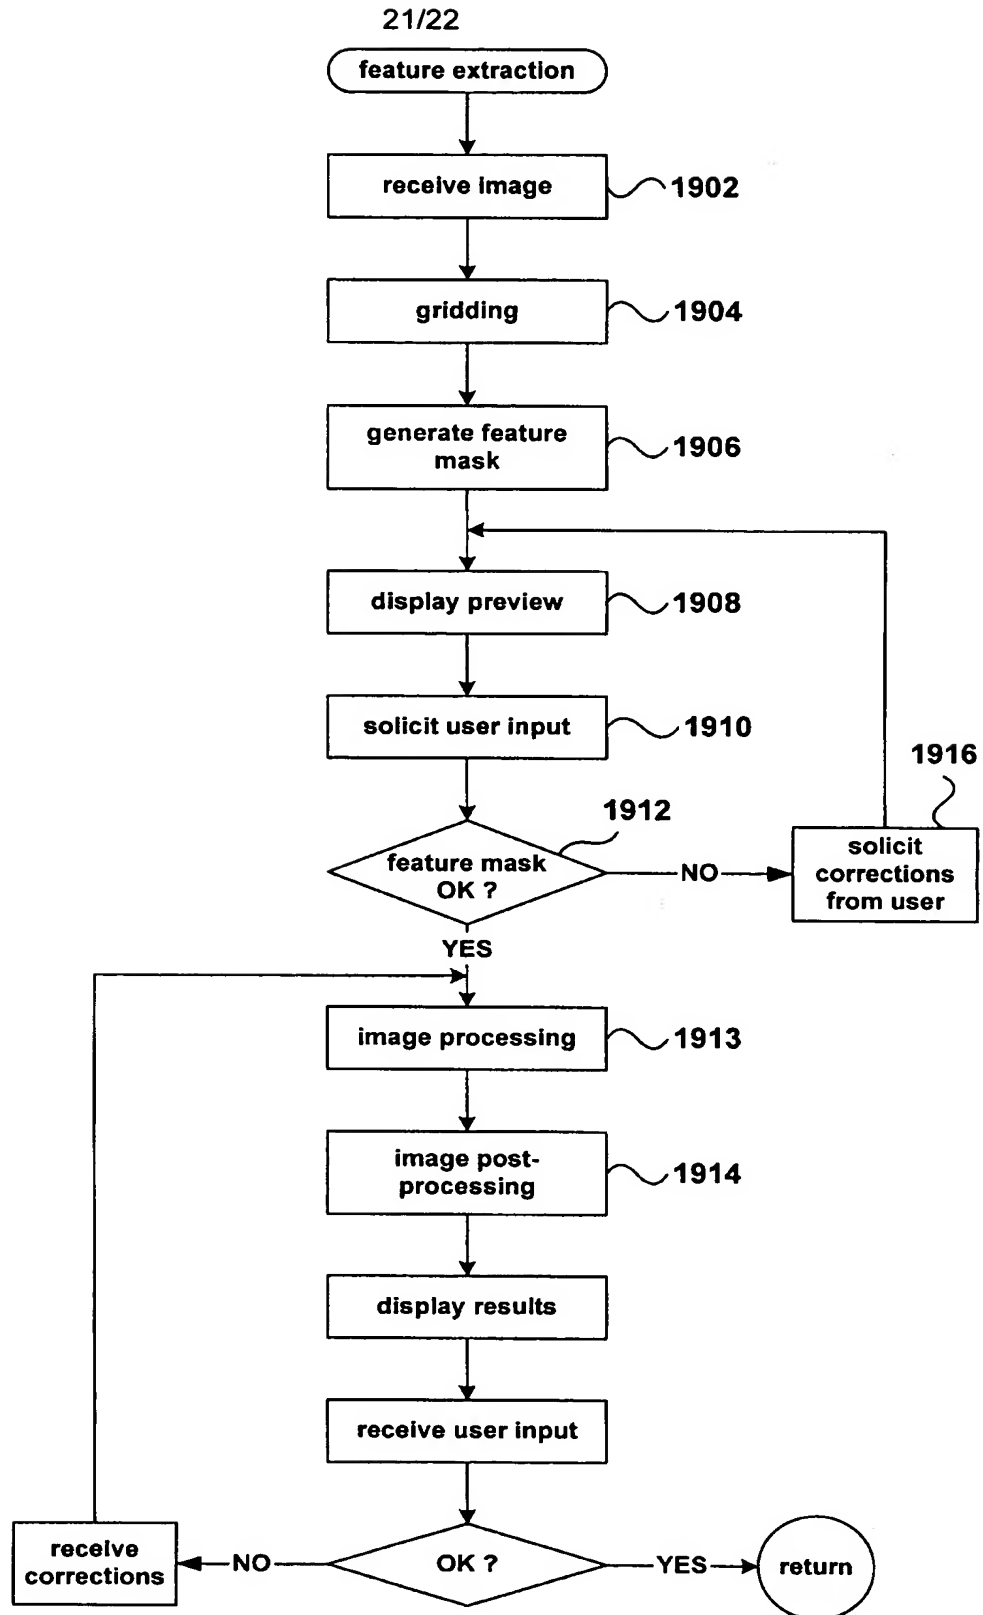 21/22
feature extraction
receive image
1902
gridding
1904
generate feature
mask
1906
display preview
1908
solicit user input
1910
1916
1912
feature mask
OK ?
NO
solicit
corrections
from user
YES
image processing
1913
image post-
processing
1914
display results
receive user input
receive
corrections
NO
OK ?
YES
return